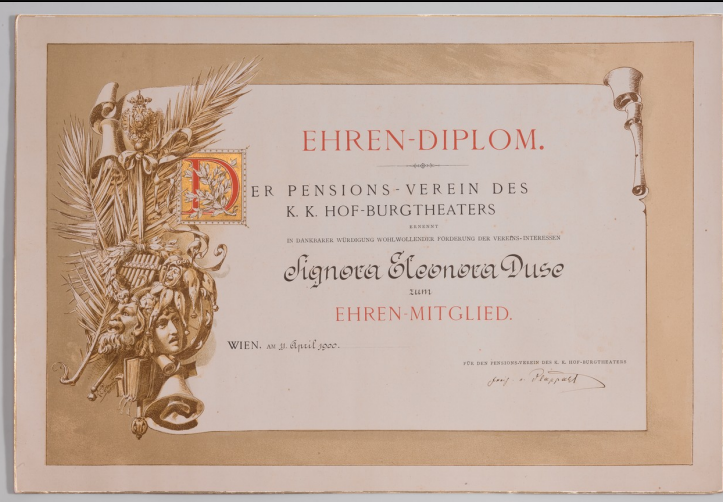 EHREN-DIPLOM.
DER PENSIONS-VEREIN DES
K. K. HOF-BURGTHEATERS
ERNENNT
IN DANKBARER WÜRDIGUNG WOHLWOLLENDER FÖRDERUNG DER VEREINS-INTERESSEN
Signora Eleonora Duse
zum
EHREN-MITGLIED.
WIEN, AM 11. April 1900.
FÜR DEN PENSIONS-VEREIN DES K. K. HOF-BURGTHEATERS